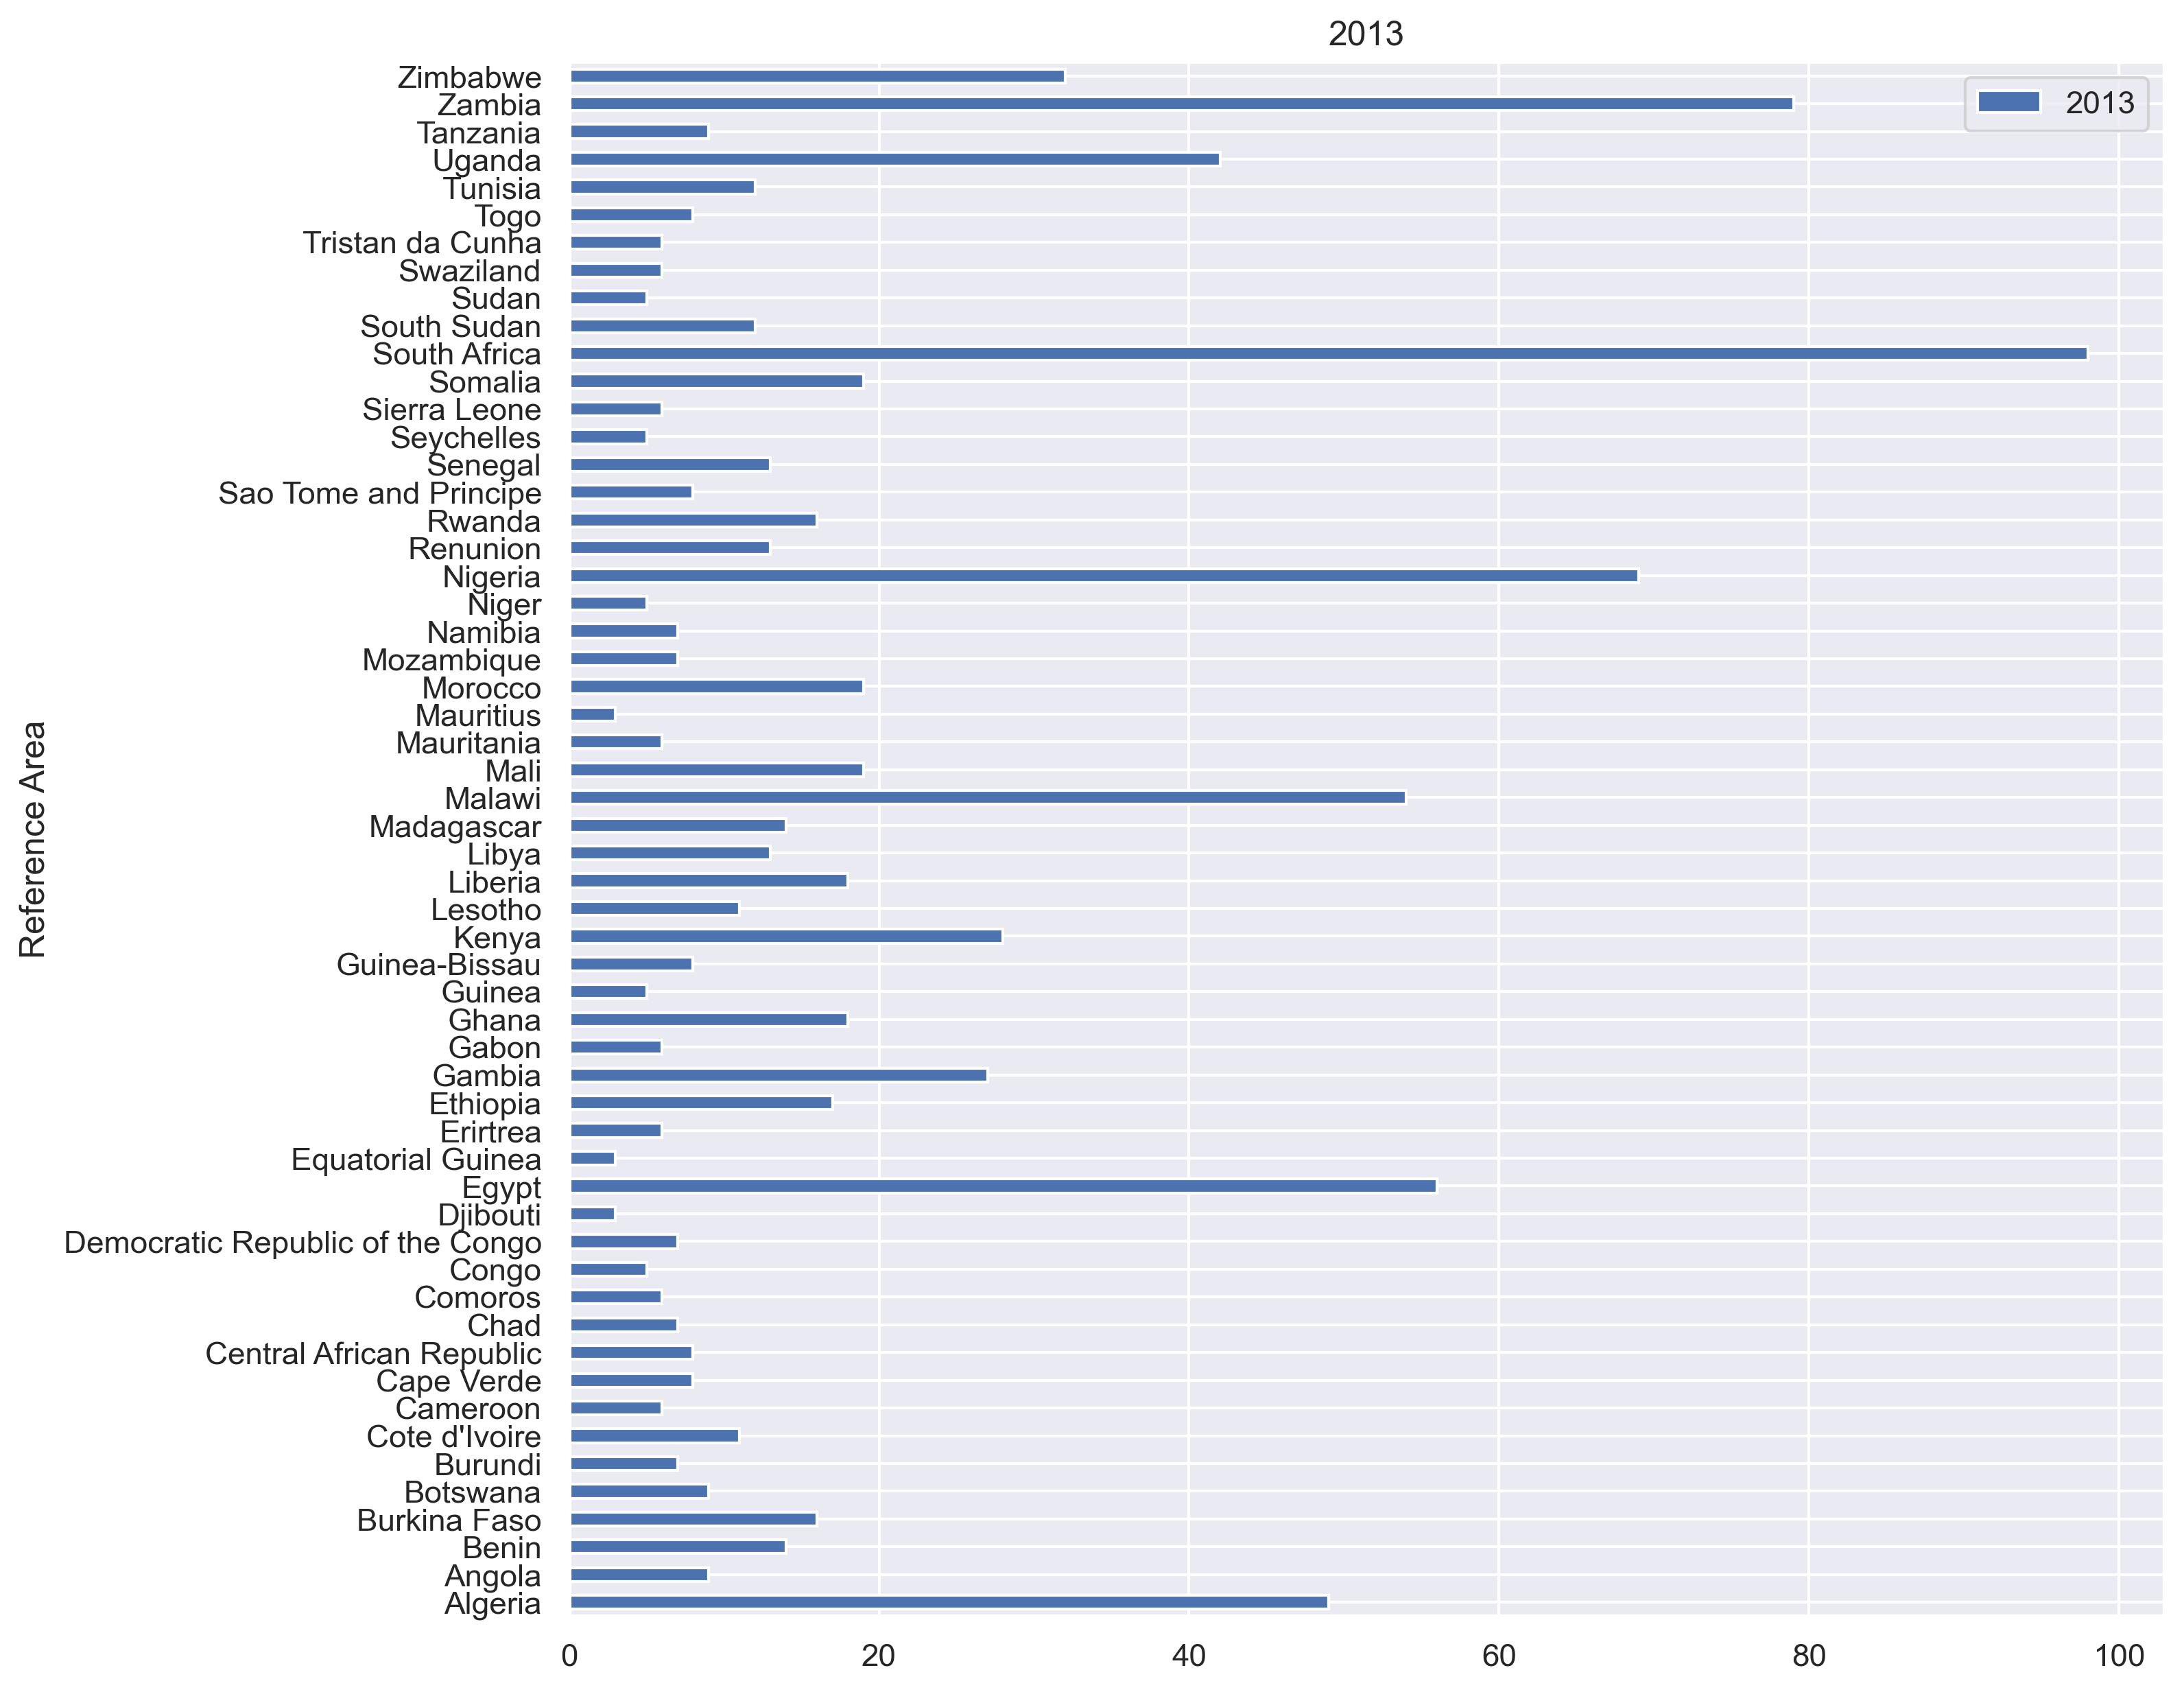 2013
2013
Zimbabwe
Zambia
Tanzania
Uganda
Tunisia
Togo
Tristan da Cunha
Swaziland
Sudan
South Sudan
South Africa
Somalia
Sierra Leone
Seychelles
Senegal
Sao Tome and Principe
Rwanda
Renunion
Nigeria
Niger
Namibia
Mozambique
Morocco
Mauritius
Mauritania
Mali
Malawi
Madagascar
Libya
Liberia
Lesotho
Kenya
Guinea-Bissau
Guinea
Ghana
Gabon
Gambia
Ethiopia
Erirtrea
Equatorial Guinea
Egypt
Djibouti
Democratic Republic of the Congo
Congo
Comoros
Chad
Central African Republic
Cape Verde
Cameroon
Cote d'Ivoire
Burundi
Botswana
Burkina Faso
Benin
Angola
Algeria
Reference Area
0 20 40 60 80 100